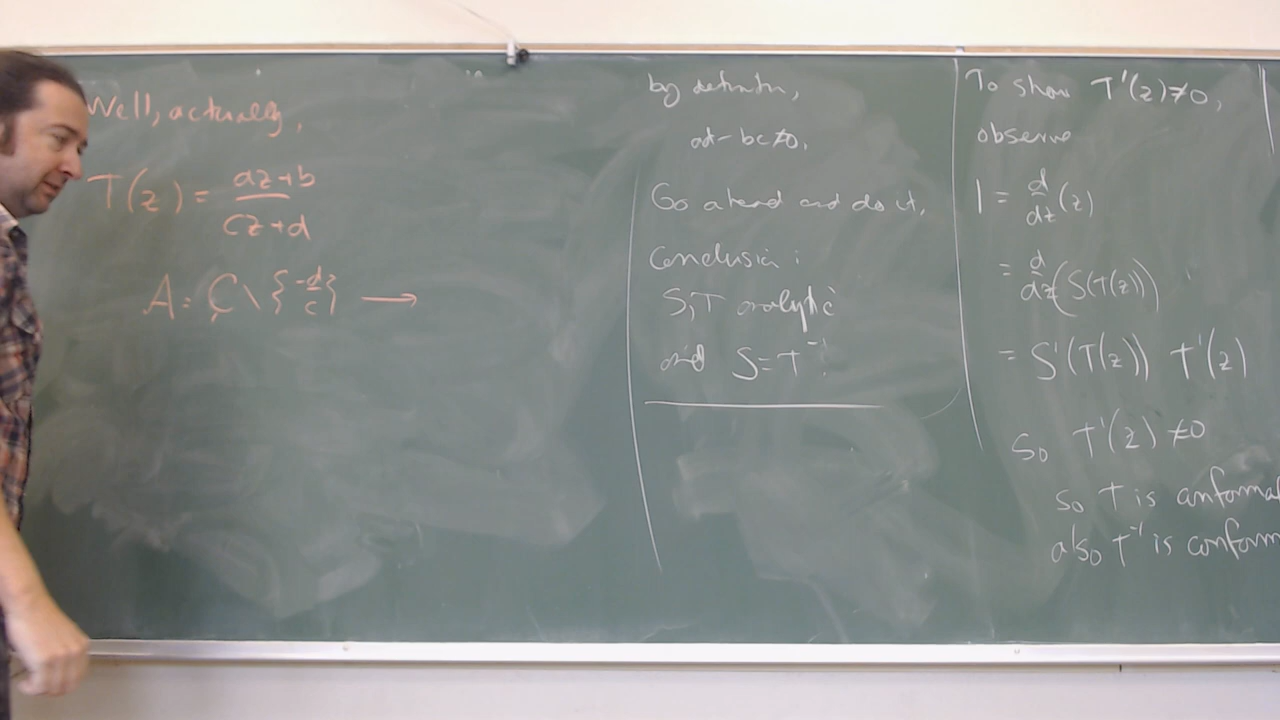 Well, actually,
T(z) = az+b / cz+d
A = ℂ \ {-d/c} →
by definition,
ad-bc≠0.
Go ahead and do it.
Conclusion:
S,T analytic
and S=T⁻¹.
To show T'(z)≠0,
observe
1 = d/dz (z)
= d/dz (S(T(z)))
= S'(T(z)) T'(z)
so T'(z) ≠0
so T is conformal
also T⁻¹ is conform